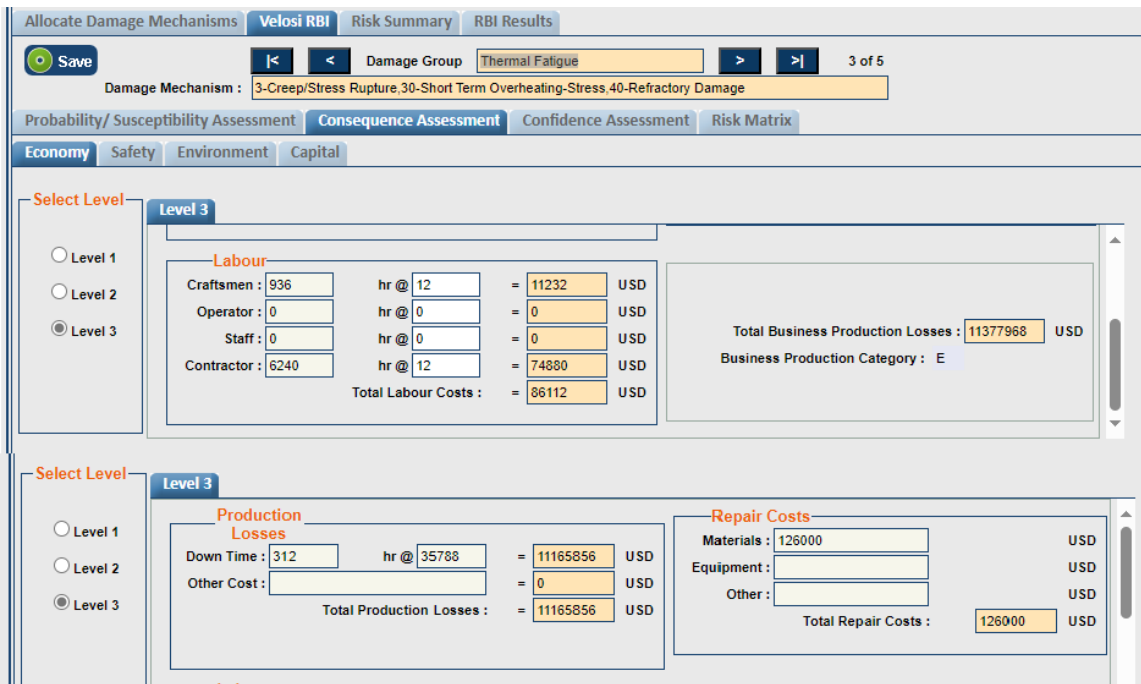 Allocate Damage Mechanisms Velosi RBI Risk Summary RBI Results
Save |< < Damage Group Thermal Fatigue > >| 3 of 5
Damage Mechanism : 3-Creep/Stress Rupture,30-Short Term Overheating-Stress,40-Refractory Damage
Probability/ Susceptibility Assessment Consequence Assessment Confidence Assessment Risk Matrix
Economy Safety Environment Capital
Select Level
Level 1
Level 2
Level 3
Level 3
Labour
Craftsmen : 936 hr @ 12 = 11232 USD
Operator : 0 hr @ 0 = 0 USD
Staff : 0 hr @ 0 = 0 USD
Contractor : 6240 hr @ 12 = 74880 USD
Total Labour Costs : = 86112 USD
Total Business Production Losses : 11377968 USD
Business Production Category : E
Select Level
Level 1
Level 2
Level 3
Level 3
Production
Losses
Down Time : 312 hr @ 35788 = 11165856 USD
Other Cost : = 0 USD
Total Production Losses : = 11165856 USD
Repair Costs
Materials : 126000 USD
Equipment : USD
Other : USD
Total Repair Costs : 126000 USD